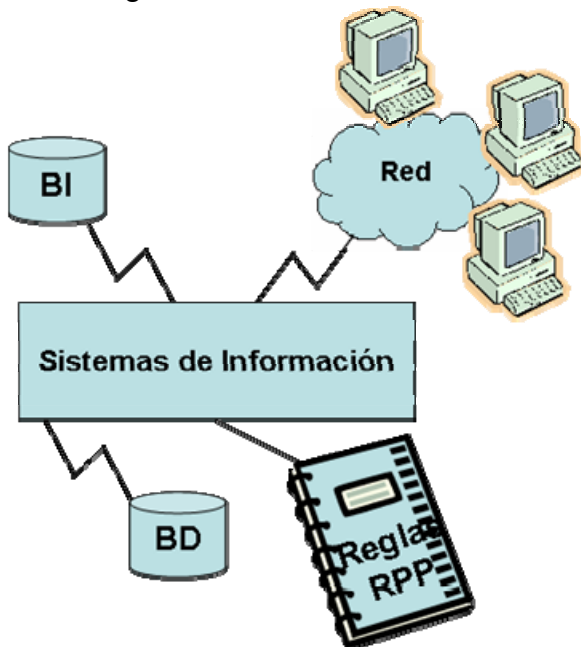 BI
Red
Sistemas de Información
BD
Reglas
RPP